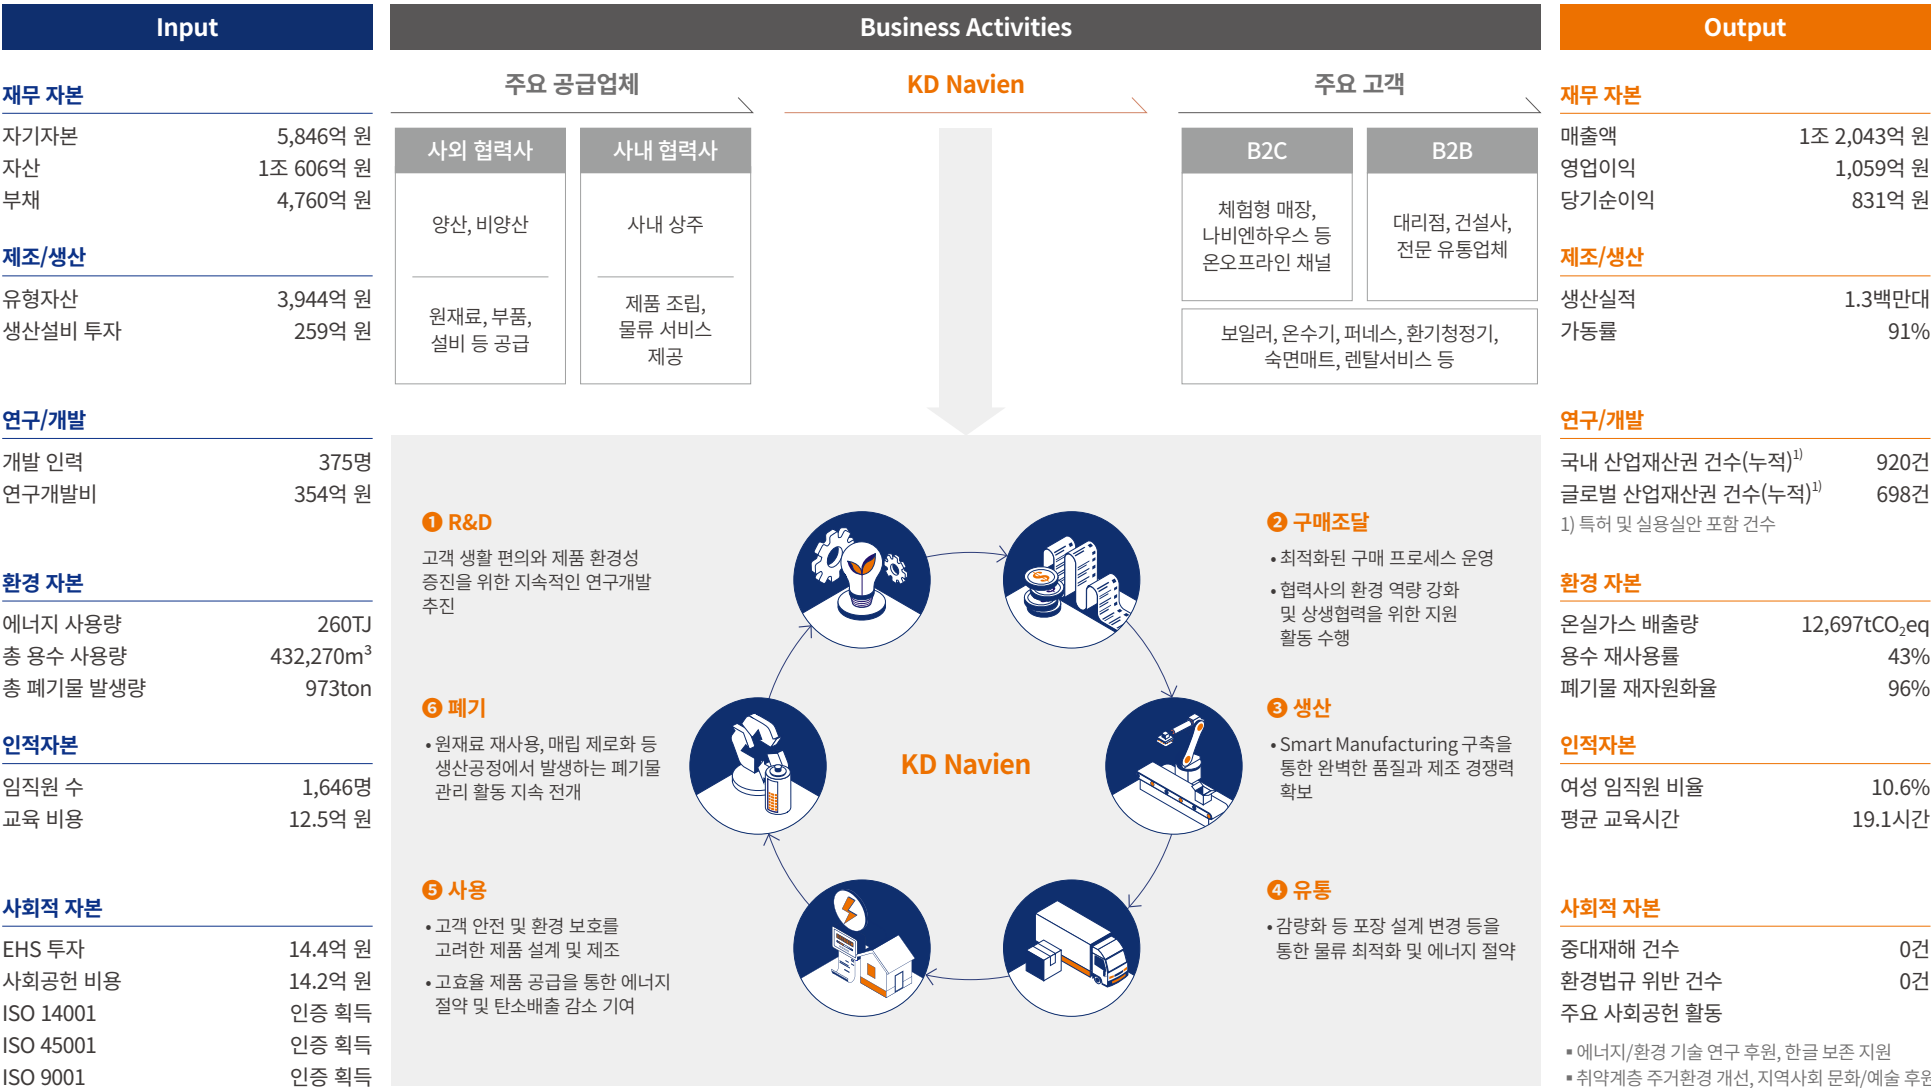 Input
재무 자본
자기자본 5,846억 원
자산 1조 606억 원
부채 4,760억 원
제조/생산
유형자산 3,944억 원
생산설비 투자 259억 원
연구/개발
개발 인력 375명
연구개발비 354억 원
환경 자본
에너지 사용량 260TJ
총 용수 사용량 432,270m³
총 폐기물 발생량 973ton
인적자본
임직원 수 1,646명
교육 비용 12.5억 원
사회적 자본
EHS 투자 14.4억 원
사회공헌 비용 14.2억 원
ISO 14001 인증 획득
ISO 45001 인증 획득
ISO 9001 인증 획득
Business Activities
주요 공급업체
사외 협력사
양산, 비양산
원재료, 부품,
설비 등 공급
사내 협력사
사내 상주
제품 조립,
물류 서비스
제공
KD Navien
주요 고객
B2C
체험형 매장,
나비엔하우스 등
온오프라인 채널
B2B
대리점, 건설사,
전문 유통업체
보일러, 온수기, 퍼네스, 환기청정기,
숙면매트, 렌탈서비스 등
❶ R&D
고객 생활 편의와 제품 환경성
증진을 위한 지속적인 연구개발
추진
❷ 구매조달
• 최적화된 구매 프로세스 운영
• 협력사의 환경 역량 강화
및 상생협력을 위한 지원
활동 수행
❸ 생산
• Smart Manufacturing 구축을
통한 완벽한 품질과 제조 경쟁력
확보
❹ 유통
• 감량화 등 포장 설계 변경 등을
통한 물류 최적화 및 에너지 절약
❺ 사용
• 고객 안전 및 환경 보호를
고려한 제품 설계 및 제조
• 고효율 제품 공급을 통한 에너지
절약 및 탄소배출 감소 기여
❻ 폐기
• 원재료 재사용, 매립 제로화 등
생산공정에서 발생하는 폐기물
관리 활동 지속 전개
KD Navien
Output
재무 자본
매출액 1조 2,043억 원
영업이익 1,059억 원
당기순이익 831억 원
제조/생산
생산실적 1.3백만대
가동률 91%
연구/개발
국내 산업재산권 건수(누적)¹⁾ 920건
글로벌 산업재산권 건수(누적)¹⁾ 698건
1) 특허 및 실용실안 포함 건수
환경 자본
온실가스 배출량 12,697tCO₂eq
용수 재사용률 43%
폐기물 재자원화율 96%
인적자본
여성 임직원 비율 10.6%
평균 교육시간 19.1시간
사회적 자본
중대재해 건수 0건
환경법규 위반 건수 0건
주요 사회공헌 활동
▪ 에너지/환경 기술 연구 후원, 한글 보존 지원
▪ 취약계층 주거환경 개선, 지역사회 문화/예술 후원